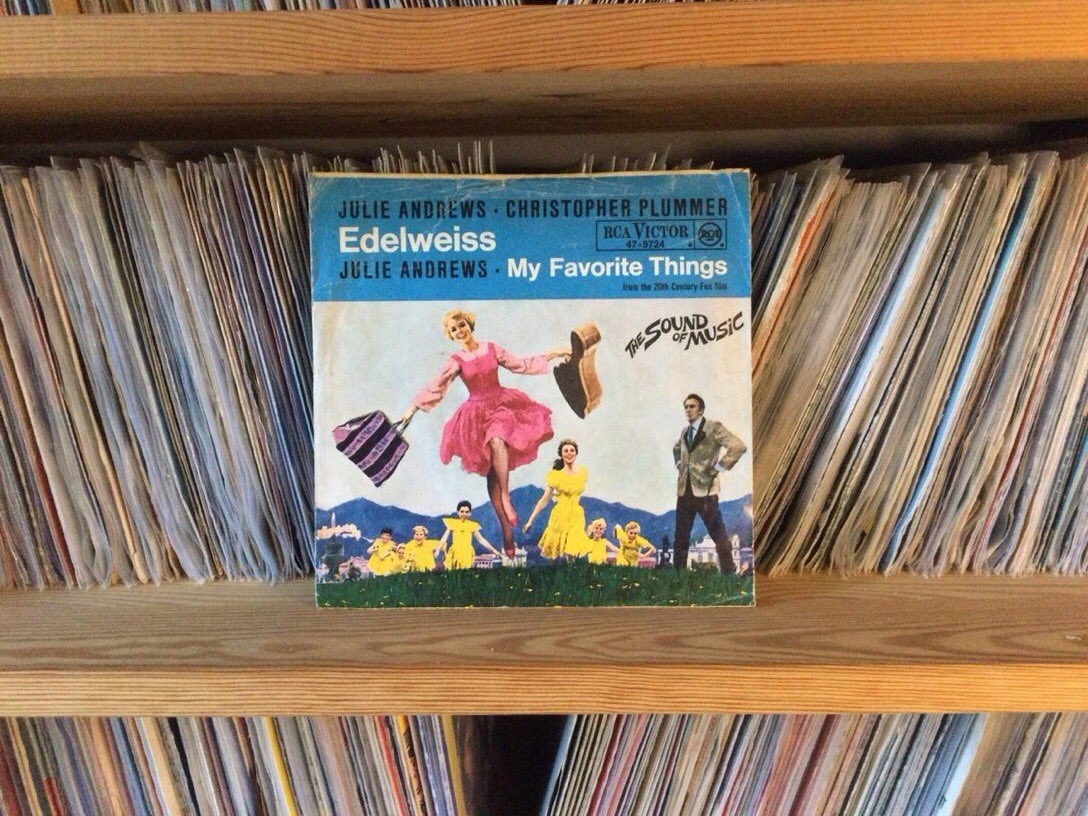 JULIE ANDREWS · CHRISTOPHER PLUMMER
Edelweiss
RCA VICTOR
47-9724
RCA
JULIE ANDREWS · My Favorite Things
from the 20th Century-Fox film
THE SOUND OF MUSIC